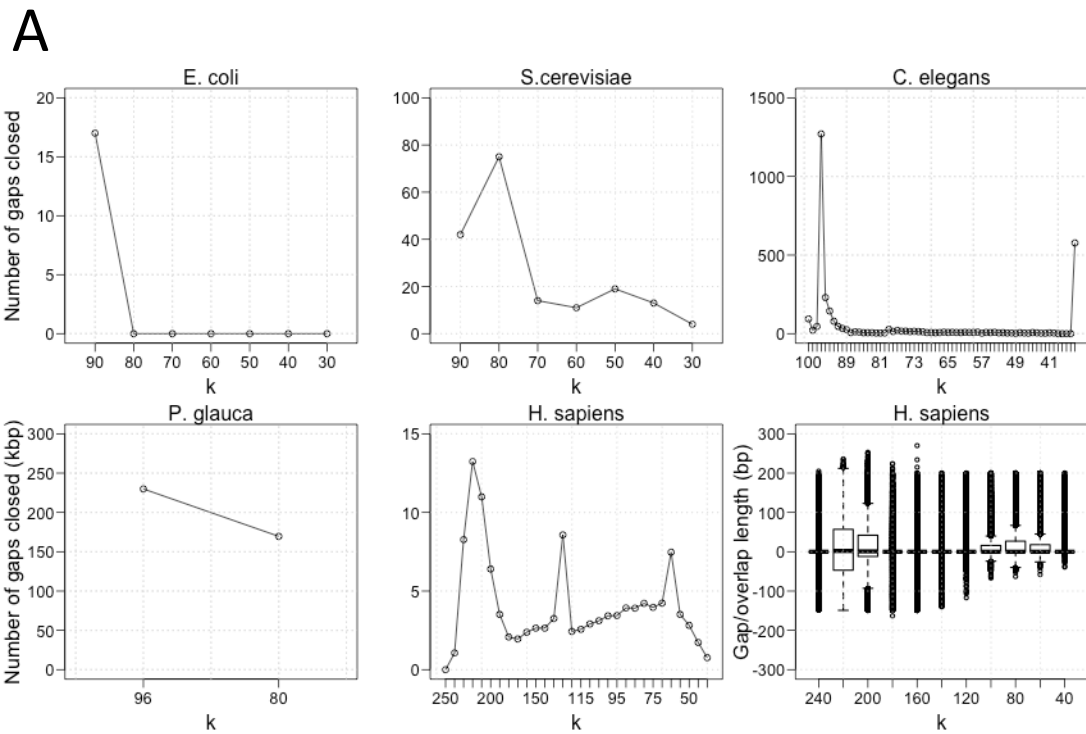 A
E. coli
Number of gaps closed
20
15
10
5
0
90 80 70 60 50 40 30
k
S.cerevisiae
100
80
60
40
20
0
90 80 70 60 50 40 30
k
C. elegans
1500
1000
500
0
100 89 81 73 65 57 49 41
k
P. glauca
Number of gaps closed (kbp)
300
250
200
150
100
50
0
96 80
k
H. sapiens
15
10
5
0
250 200 150 125 95 75 50
k
H. sapiens
Gap/overlap length (bp)
300
200
100
0
-100
-200
-300
240 200 160 120 80 40
k